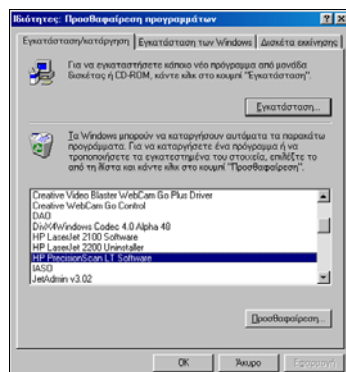 Ιδιότητες: Προσθαφαίρεση προγραμμάτων
Εγκατάσταση/κατάργηση
Εγκατάσταση των Windows
Δισκέτα εκκίνησης
Για να εγκαταστήσετε κάποιο νέο πρόγραμμα από μονάδα
δισκέτας ή CD-ROM, κάντε κλικ στο κουμπί "Εγκατάσταση".
Εγκατάσταση...
Τα Windows μπορούν να καταργήσουν αυτόματα τα παρακάτω
προγράμματα. Για να καταργήσετε ένα πρόγραμμα ή να
τροποποιήσετε τα εγκατεστημένα του στοιχεία, επιλέξτε το
από τη λίστα και κάντε κλικ στο κουμπί "Προσθαφαίρεση".
Creative Video Blaster WebCam Go Plus Driver
Creative WebCam Go Control
DAO
DivX4Windows Codec 4.0 Alpha 48
HP LaserJet 2100 Software
HP LaserJet 2200 Uninstaller
HP PrecisionScan LT Software
IASO
JetAdmin v3.02
Προσθαφαίρεση...
OK
Άκυρο
Εφαρμογή